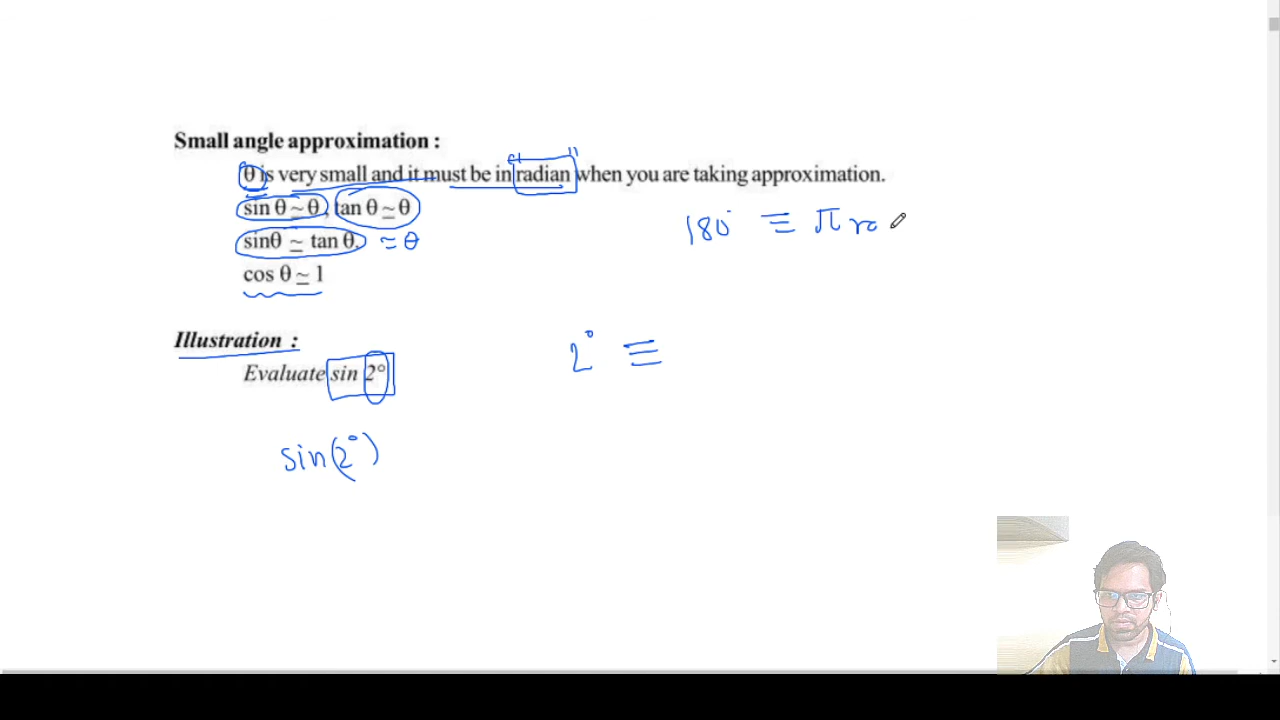 Small angle approximation :
θ is very small and it must be in "radian" when you are taking approximation.
sin θ ≃ θ, tan θ ≃ θ
sinθ ≃ tan θ, ≈ θ
180° ≡ π ra
cos θ ≃ 1
Illustration :
2° ≡
Evaluate sin 2°
sin(2°)